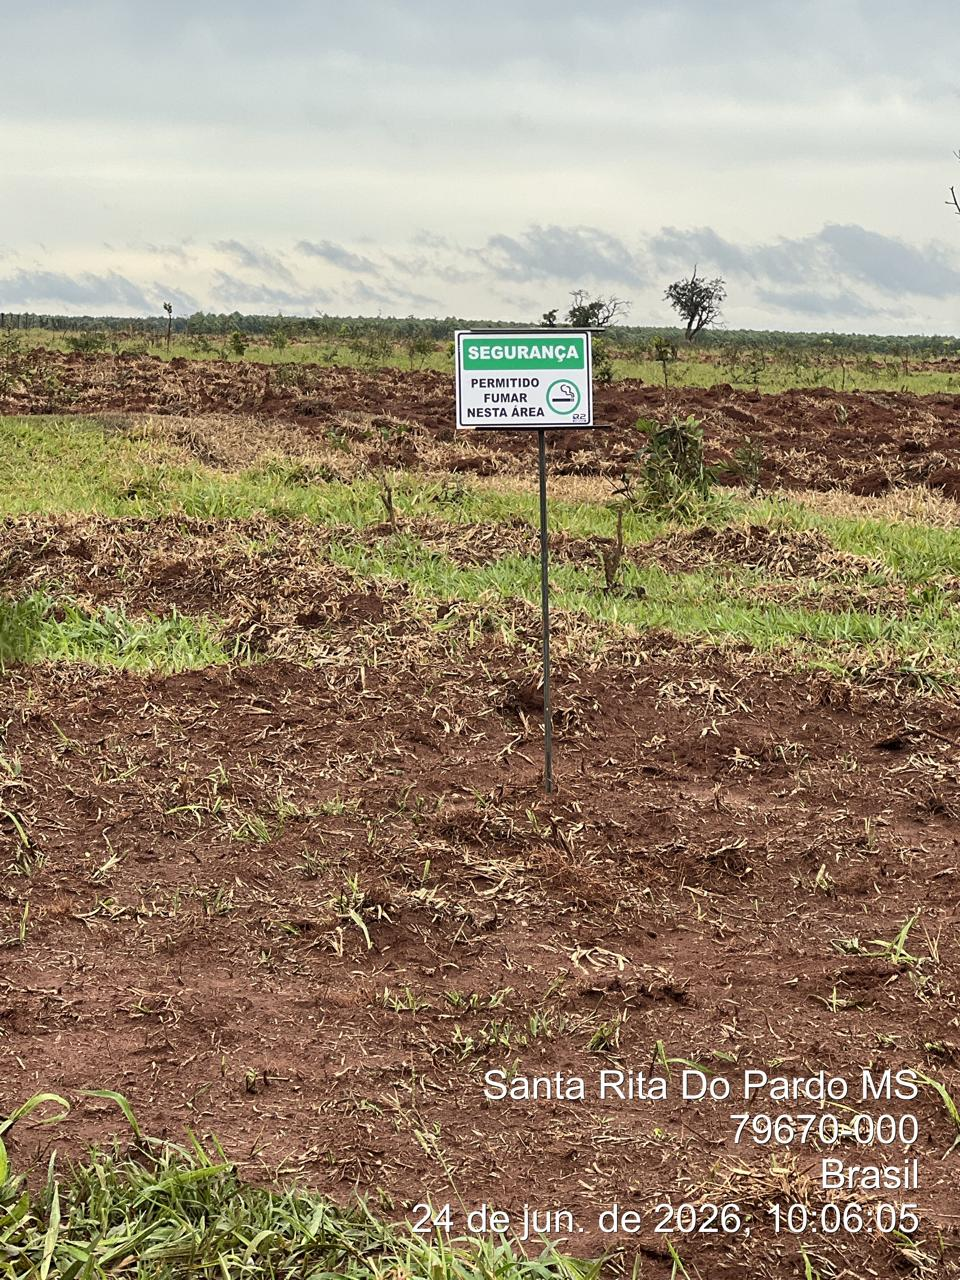 SEGURANÇA
PERMITIDO
FUMAR
NESTA ÁREA
Santa Rita Do Pardo MS
79670-000
Brasil
24 de jun. de 2026, 10:06:05